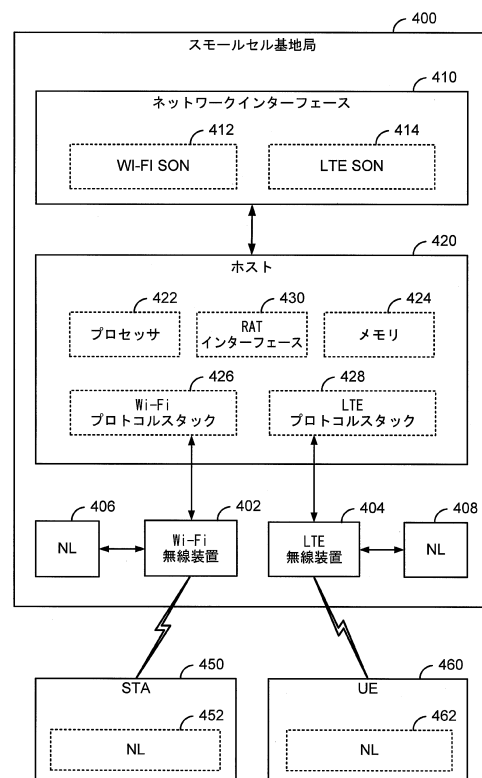 400
スモールセル基地局
410
ネットワークインターフェース
412
414
WI-FI SON
LTE SON
420
ホスト
422
430
424
プロセッサ
RAT
インターフェース
メモリ
426
428
Wi-Fi
プロトコルスタック
LTE
プロトコルスタック
406
402
404
408
NL
Wi-Fi
無線装置
LTE
無線装置
NL
450
460
STA
UE
452
462
NL
NL